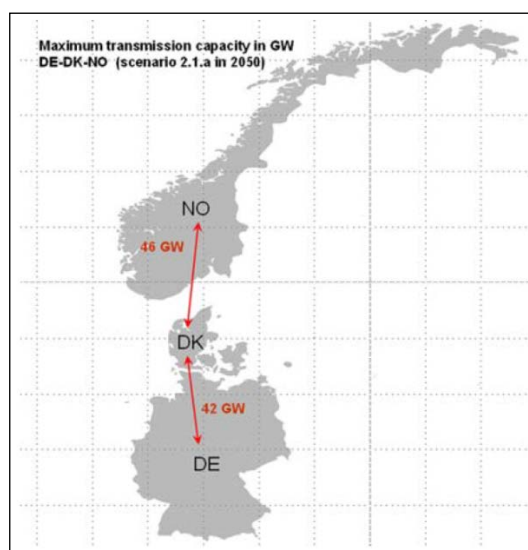 Maximum transmission capacity in GW
DE-DK-NO (scenario 2.1.a in 2050)
NO
46 GW
DK
42 GW
DE